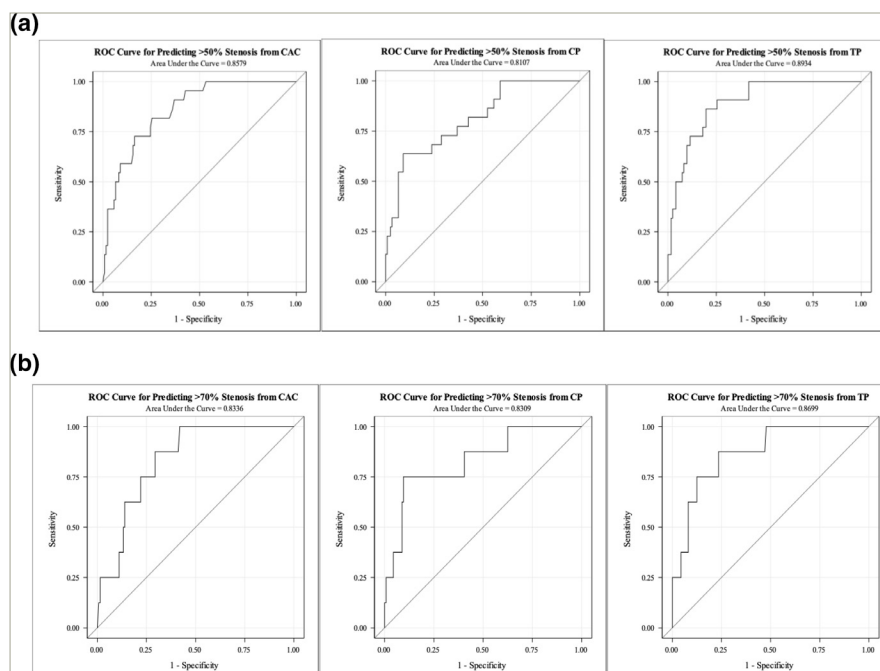 (a)
ROC Curve for Predicting >50% Stenosis from CAC
Area Under the Curve = 0.8579
1.00
0.75
0.50
0.25
0.00
Sensitivity
0.00 0.25 0.50 0.75 1.00
1 - Specificity
ROC Curve for Predicting >50% Stenosis from CP
Area Under the Curve = 0.8107
1.00
0.75
0.50
0.25
0.00
Sensitivity
0.00 0.25 0.50 0.75 1.00
1 - Specificity
ROC Curve for Predicting >50% Stenosis from TP
Area Under the Curve = 0.8934
1.00
0.75
0.50
0.25
0.00
Sensitivity
0.00 0.25 0.50 0.75 1.00
1 - Specificity
(b)
ROC Curve for Predicting >70% Stenosis from CAC
Area Under the Curve = 0.8336
1.00
0.75
0.50
0.25
0.00
Sensitivity
0.00 0.25 0.50 0.75 1.00
1 - Specificity
ROC Curve for Predicting >70% Stenosis from CP
Area Under the Curve = 0.8309
1.00
0.75
0.50
0.25
0.00
Sensitivity
0.00 0.25 0.50 0.75 1.00
1 - Specificity
ROC Curve for Predicting >70% Stenosis from TP
Area Under the Curve = 0.8699
1.00
0.75
0.50
0.25
0.00
Sensitivity
0.00 0.25 0.50 0.75 1.00
1 - Specificity